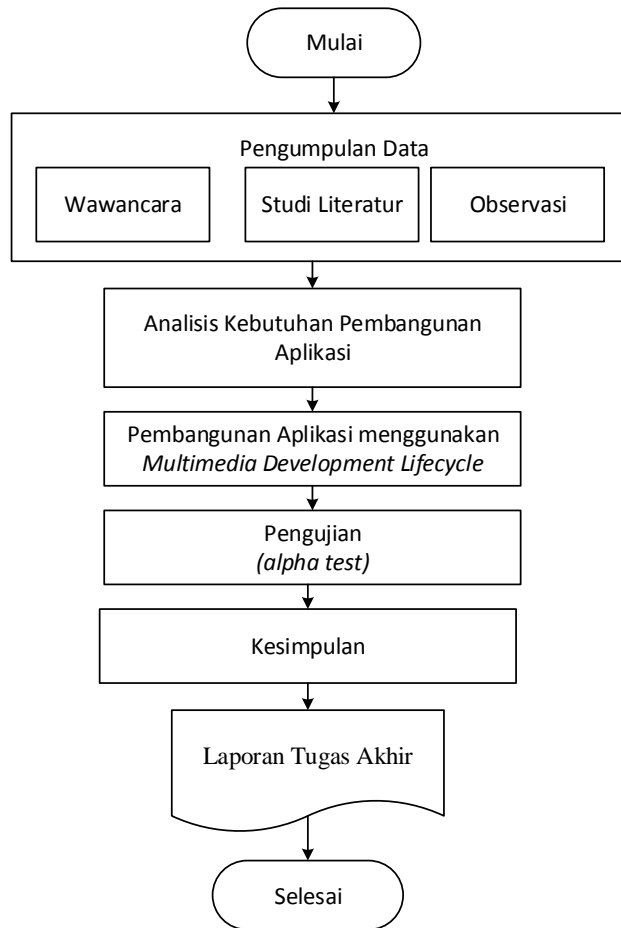 Mulai
Pengumpulan Data
Wawancara
Studi Literatur
Observasi
Analisis Kebutuhan Pembangunan
Aplikasi
Pembangunan Aplikasi menggunakan
Multimedia Development Lifecycle
Pengujian
(alpha test)
Kesimpulan
Laporan Tugas Akhir
Selesai